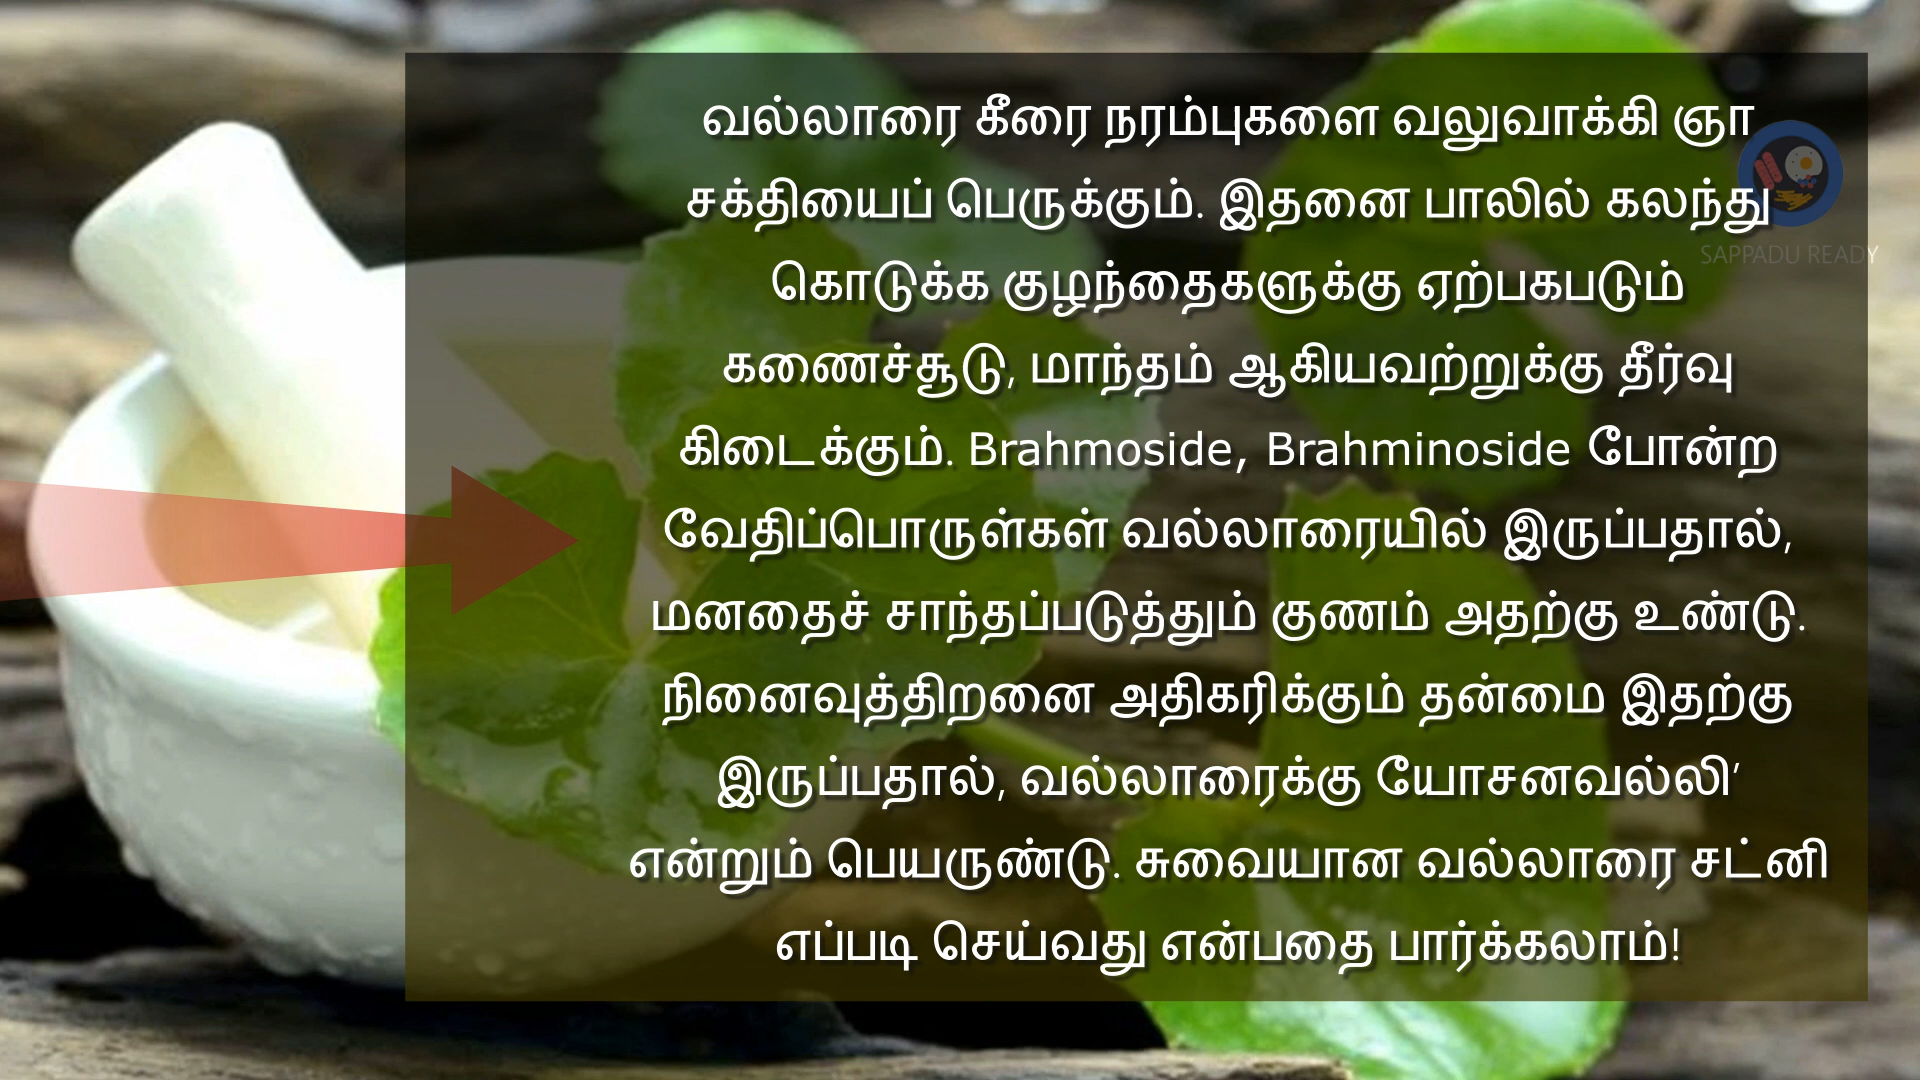 வல்லாரை கீரை நரம்புகளை வலுவாக்கி ஞா
சக்தியைப் பெருக்கும். இதனை பாலில் கலந்து
கொடுக்க குழந்தைகளுக்கு ஏற்பகபடும்
கணைச்சூடு, மாந்தம் ஆகியவற்றுக்கு தீர்வு
கிடைக்கும். Brahmoside, Brahminoside போன்ற
வேதிப்பொருள்கள் வல்லாரையில் இருப்பதால்,
மனதைச் சாந்தப்படுத்தும் குணம் அதற்கு உண்டு.
நினைவுத்திறனை அதிகரிக்கும் தன்மை இதற்கு
இருப்பதால், வல்லாரைக்கு யோசனவல்லி’
என்றும் பெயருண்டு. சுவையான வல்லாரை சட்னி
எப்படி செய்வது என்பதை பார்க்கலாம்!
SAPPADU READY